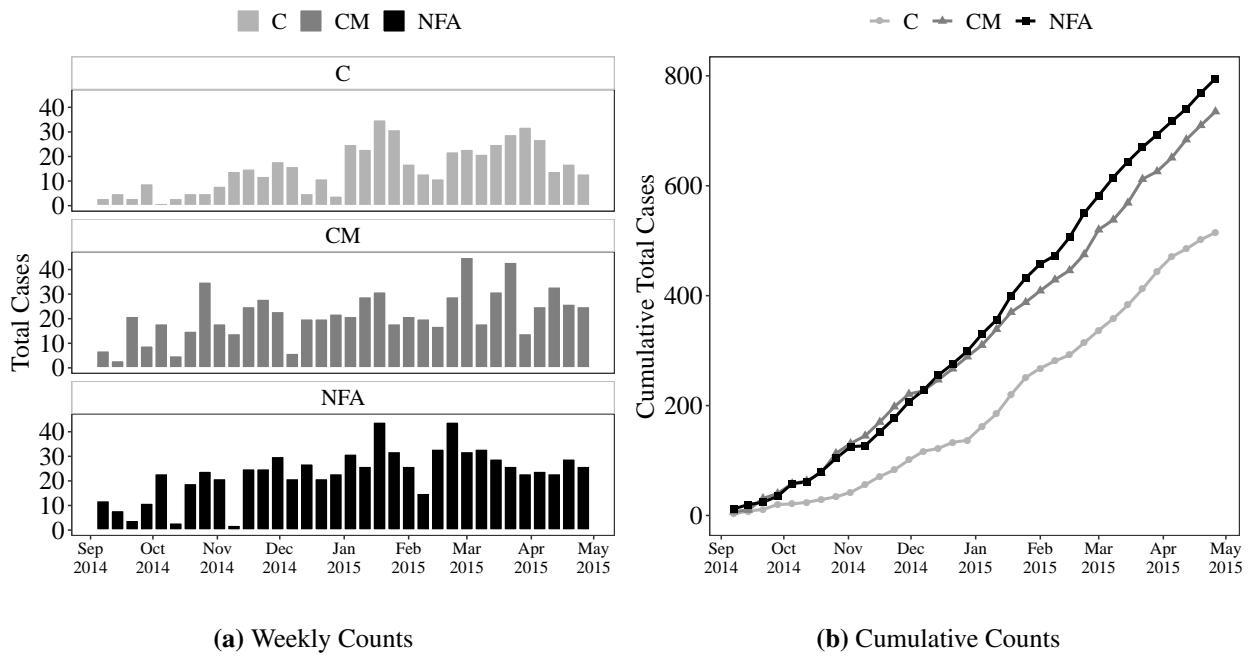 C CM NFA
C
40
30
20
10
0
CM
40
30
20
10
0
NFA
40
30
20
10
0
Total Cases
Sep Oct Nov Dec Jan Feb Mar Apr May
2014 2014 2014 2014 2015 2015 2015 2015 2015
(a) Weekly Counts
C CM NFA
800
600
400
200
0
Cumulative Total Cases
Sep Oct Nov Dec Jan Feb Mar Apr May
2014 2014 2014 2014 2015 2015 2015 2015 2015
(b) Cumulative Counts